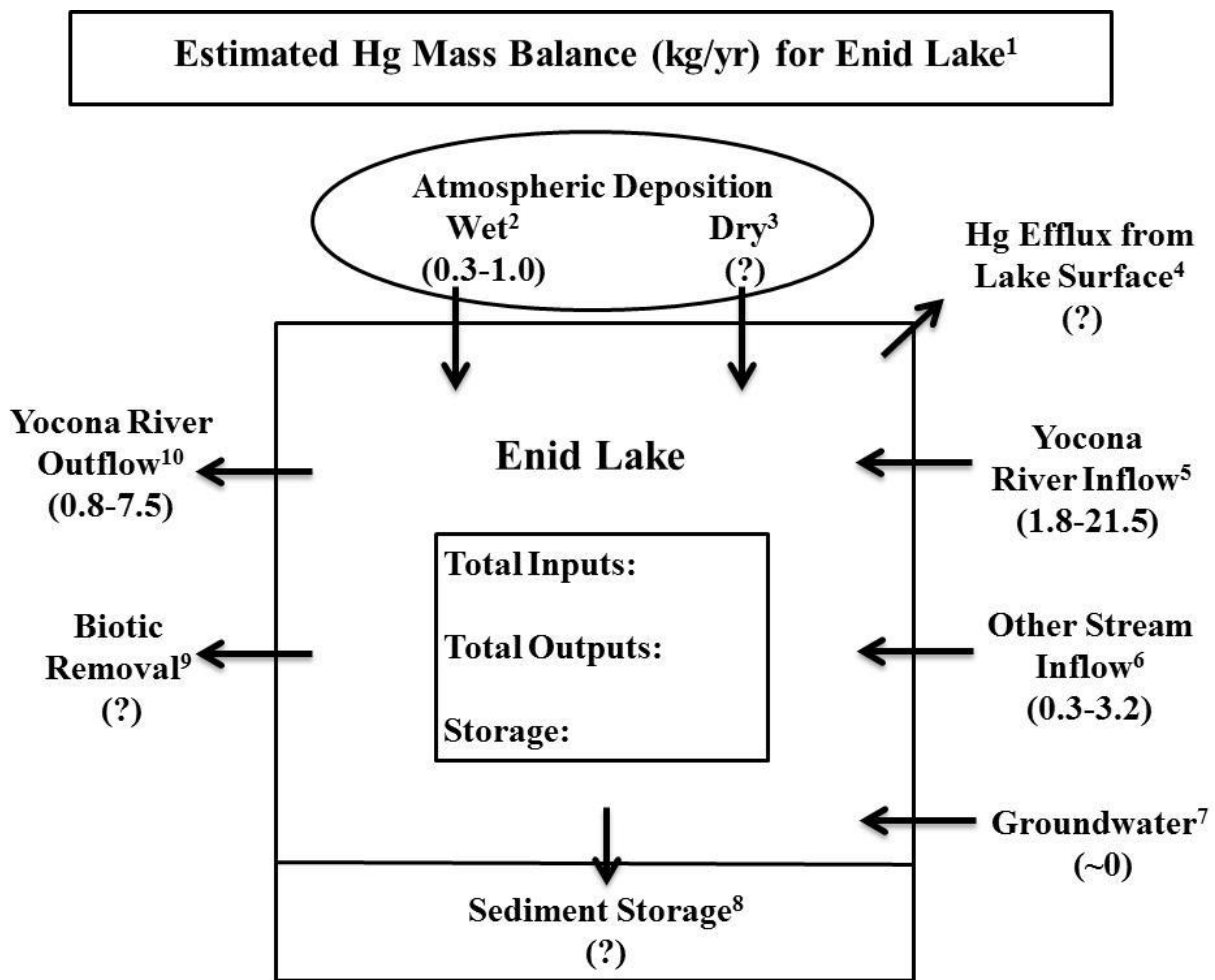 Estimated Hg Mass Balance (kg/yr) for Enid Lake¹
Atmospheric Deposition
Wet² Dry³
(0.3-1.0) (?)
Hg Efflux from
Lake Surface⁴
(?)
Yocona River
Outflow¹⁰
(0.8-7.5)
Enid Lake
Yocona
River Inflow⁵
(1.8-21.5)
Total Inputs:
Total Outputs:
Storage:
Biotic
Removal⁹
(?)
Other Stream
Inflow⁶
(0.3-3.2)
Groundwater⁷
(~0)
Sediment Storage⁸
(?)